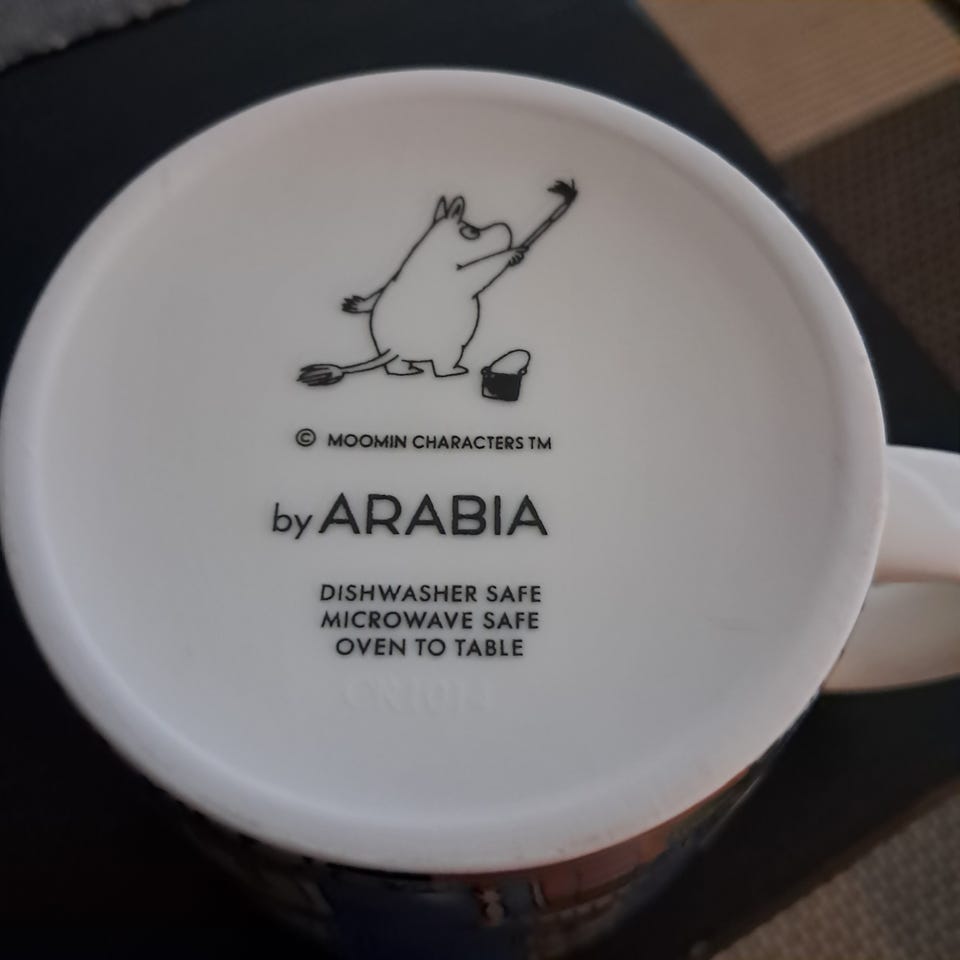 © MOOMIN CHARACTERS TM
by ARABIA
DISHWASHER SAFE
MICROWAVE SAFE
OVEN TO TABLE